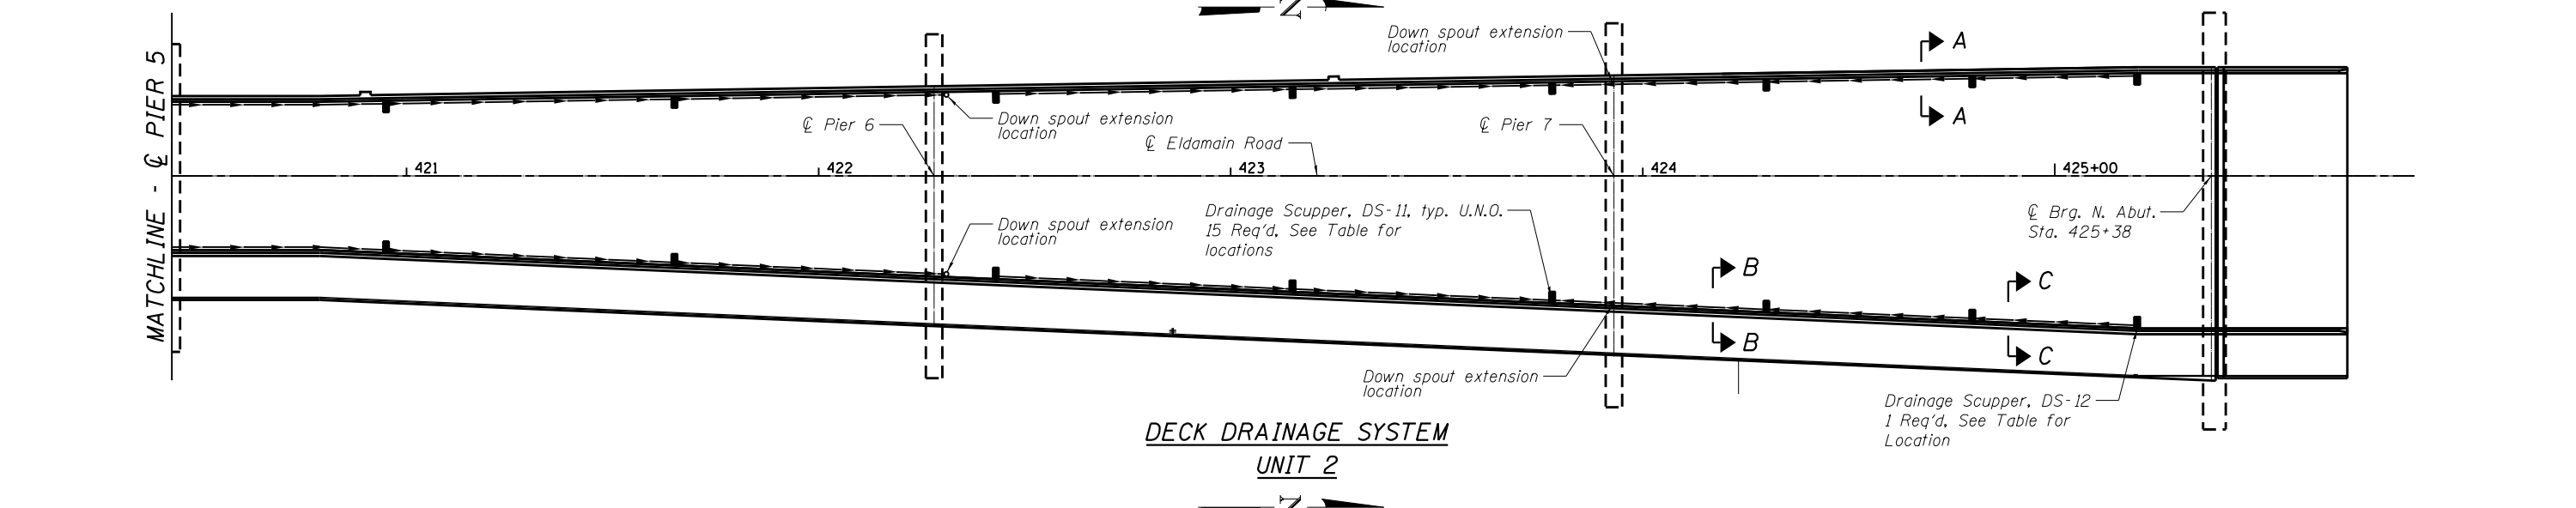 N
Down spout extension
location
A
A
MATCHLINE - ℄ PIER 5
℄ Pier 6
Down spout extension
location
℄ Eldamain Road
℄ Pier 7
421
422
423
424
425+00
Down spout extension
location
Drainage Scupper, DS-11, typ. U.N.O.
15 Req'd, See Table for
locations
℄ Brg. N. Abut.
Sta. 425+38
B
B
C
C
Down spout extension
location
Drainage Scupper, DS-12
1 Req'd, See Table for
Location
DECK DRAINAGE SYSTEM
UNIT 2
N